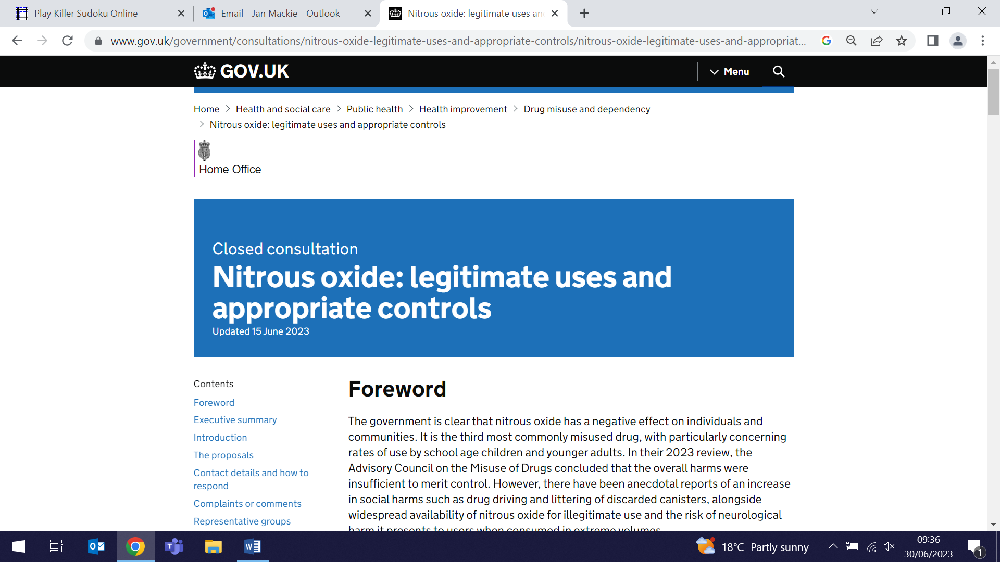 Play Killer Sudoku Online
Email - Jan Mackie - Outlook
Nitrous oxide: legitimate uses an
www.gov.uk/government/consultations/nitrous-oxide-legitimate-uses-and-appropriate-controls/nitrous-oxide-legitimate-uses-and-appropriat...
GOV.UK
Menu
Home > Health and social care > Public health > Health improvement > Drug misuse and dependency
> Nitrous oxide: legitimate uses and appropriate controls
Home Office
Closed consultation
Nitrous oxide: legitimate uses and
appropriate controls
Updated 15 June 2023
Contents
Foreword
Executive summary
Introduction
The proposals
Contact details and how to
respond
Complaints or comments
Representative groups
Foreword
The government is clear that nitrous oxide has a negative effect on individuals and
communities. It is the third most commonly misused drug, with particularly concerning
rates of use by school age children and younger adults. In their 2023 review, the
Advisory Council on the Misuse of Drugs concluded that the overall harms were
insufficient to merit control. However, there have been anecdotal reports of an increase
in social harms such as drug driving and littering of discarded canisters, alongside
widespread availability of nitrous oxide for illegitimate use and the risk of neurological
harm it presents to users when consumed in extreme volumes.
18°C Partly sunny
09:36
30/06/2023
1